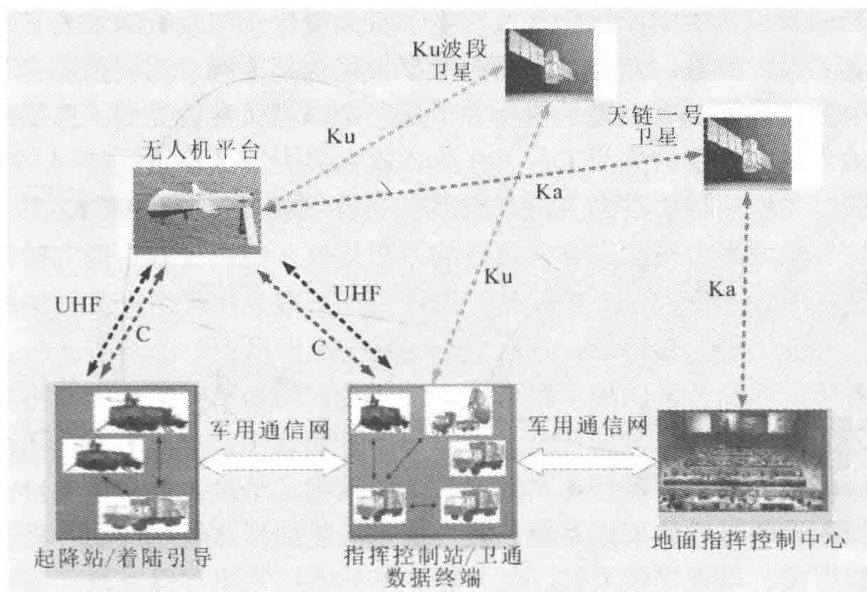 Ku波段
卫星
天链一号
卫星
无人机平台
Ku
Ka
Ku
Ka
UHF
C
UHF
C
军用通信网
军用通信网
起降站/着陆引导
指挥控制站/卫通
数据终端
地面指挥控制中心